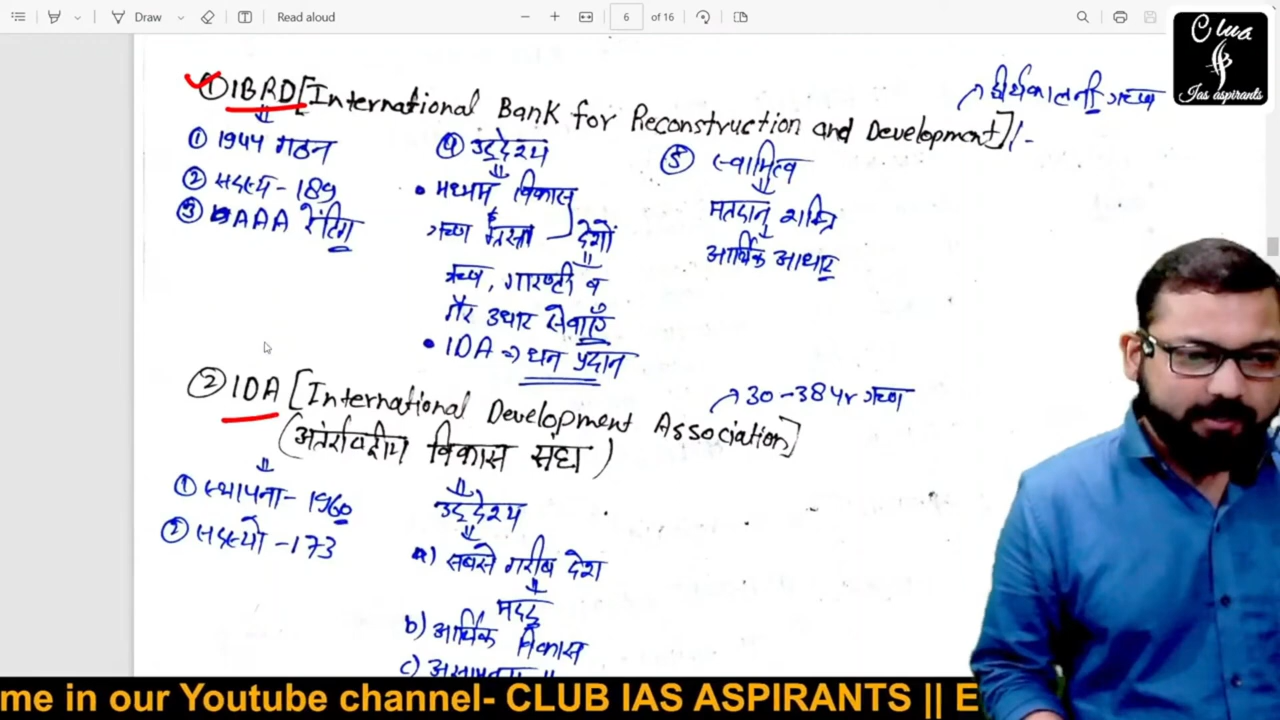 Draw
Read aloud
6
of 16
Club
Ias aspirants
① IBRD [International Bank for Reconstruction and Development] /-
→ दीर्घकालनी ऋण
① 1944 गठन
② सदस्य - 189
③ AAA रेटिंग
④ उद्देश्य
• मध्यम विकास
ऋण ग्रस्त
देशों
ऋण, गारण्टी व
गैर उधार सेवाएँ
• IDA => धन प्रदान
⑤ स्वामित्व
मतदान शक्ति
आर्थिक आधार
② IDA [International Development Association]
→ 30 - 38 yr ऋण
(अंतर्राष्ट्रीय विकास संघ)
① स्थापना - 1960
② सदस्यो - 173
उद्देश्य
a) सबसे गरीब देश
मदद
b) आर्थिक विकास
c)
me in our Youtube channel- CLUB IAS ASPIRANTS || E